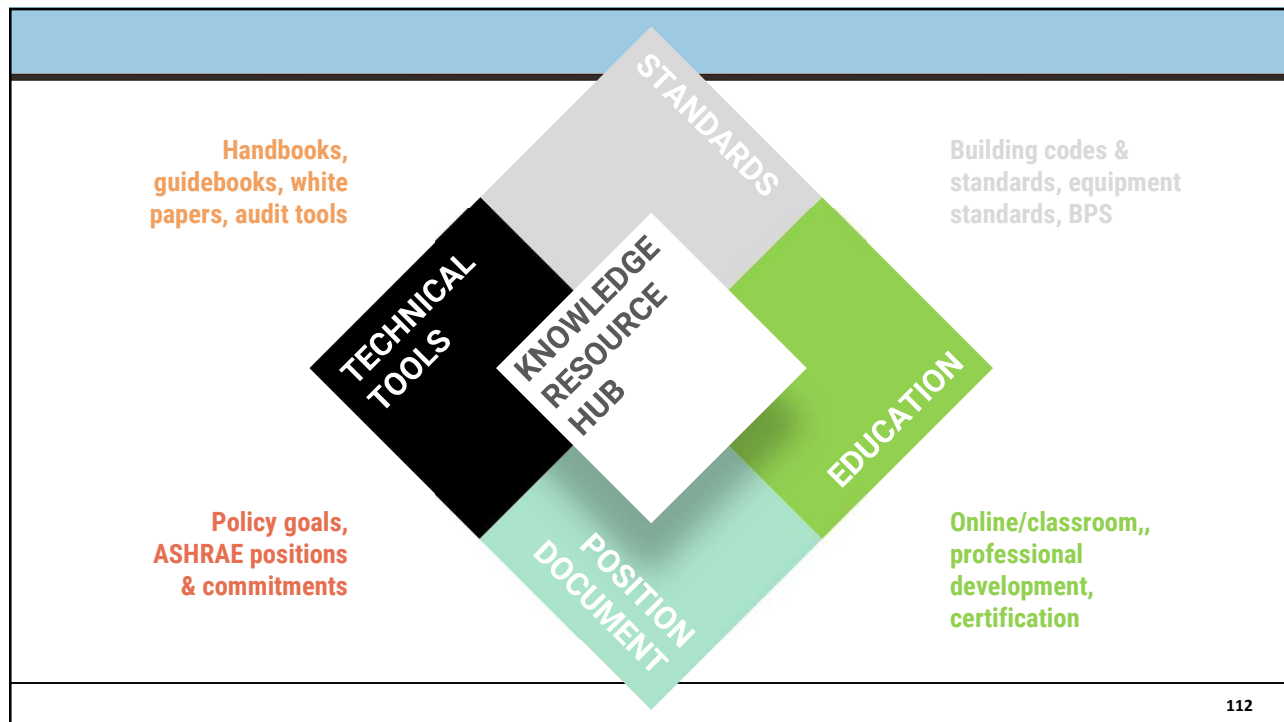 STANDARDS
Handbooks,
guidebooks, white
papers, audit tools
Building codes &
standards, equipment
standards, BPS
TECHNICAL
TOOLS
KNOWLEDGE
RESOURCE
HUB
EDUCATION
Policy goals,
ASHRAE positions
& commitments
POSITION
DOCUMENT
Online/classroom,,
professional
development,
certification
112